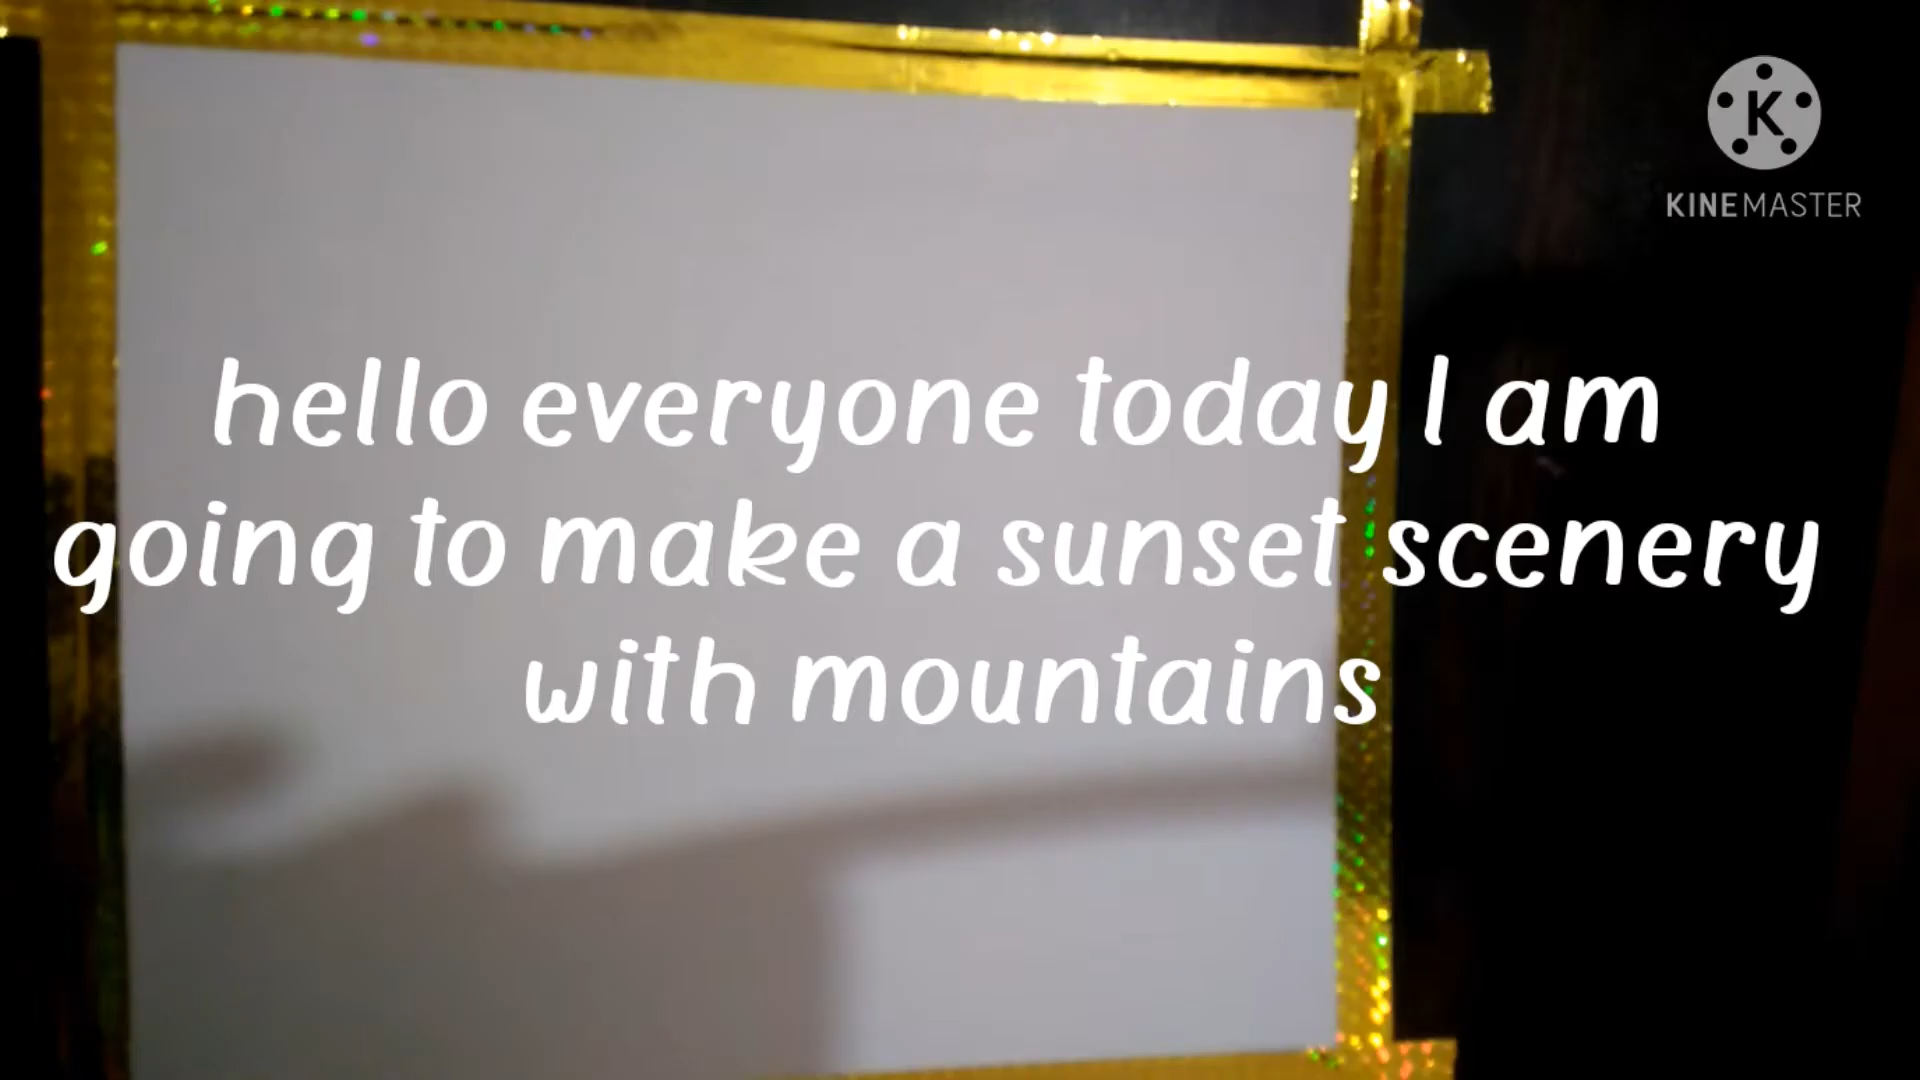 K
KINEMASTER
hello everyone today I am
going to make a sunset scenery
with mountains